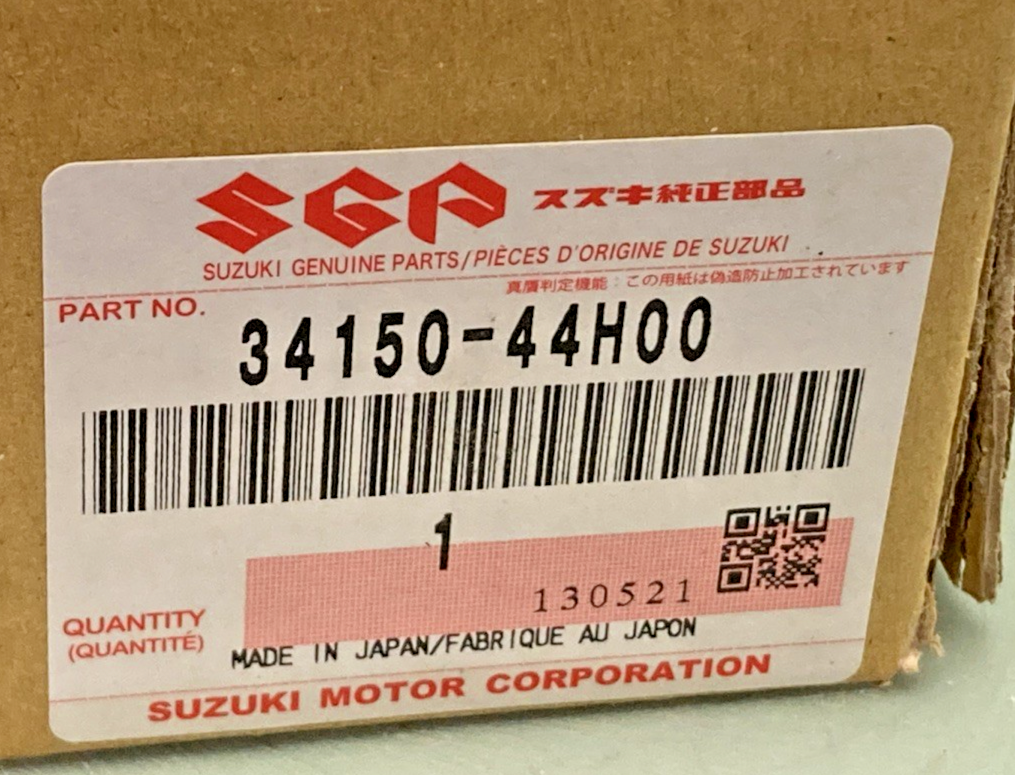 SGP スズキ純正部品
SUZUKI GENUINE PARTS/PIÈCES D'ORIGINE DE SUZUKI
真贋判定機能：この用紙は偽造防止加工されています
PART NO.
34150-44H00
1
130521
QUANTITY
(QUANTITÉ)
MADE IN JAPAN/FABRIQUE AU JAPON
SUZUKI MOTOR CORPORATION